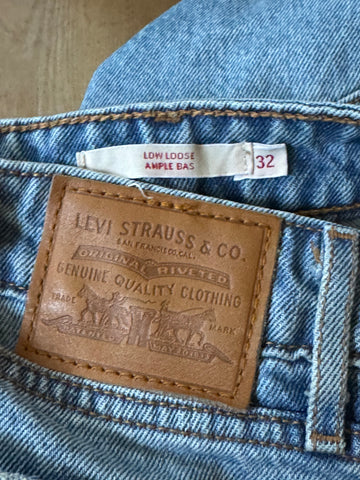 LOW LOOSE
AMPLE BAS
32
LEVI STRAUSS & CO.
SAN FRANCISCO, CAL.
ORIGINAL RIVETED
GENUINE QUALITY CLOTHING
TRADE MARK